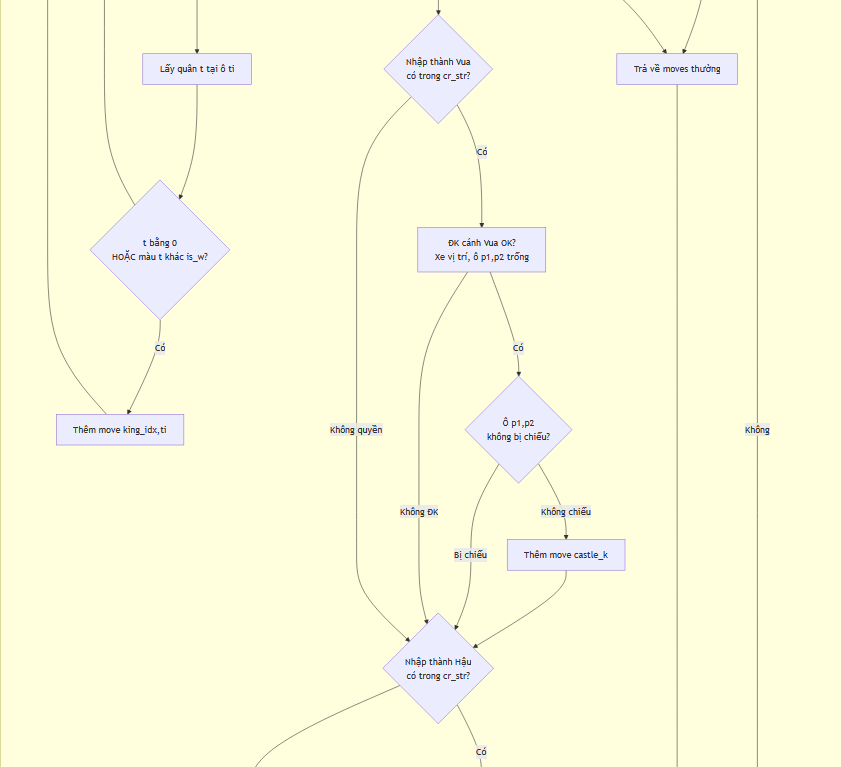 Nhập thành Vua
có trong cr_str?
Lấy quân t tại ô ti
Trả về moves thường
Có
t bằng 0
HOẶC màu t khác is_w?
ĐK cánh Vua OK?
Xe vị trí, ô p1,p2 trống
Có
Có
Thêm move king_idx,ti
Không quyền
Ô p1,p2
không bị chiếu?
Không
Không ĐK
Không chiếu
Bị chiếu
Thêm move castle_k
Nhập thành Hậu
có trong cr_str?
Có